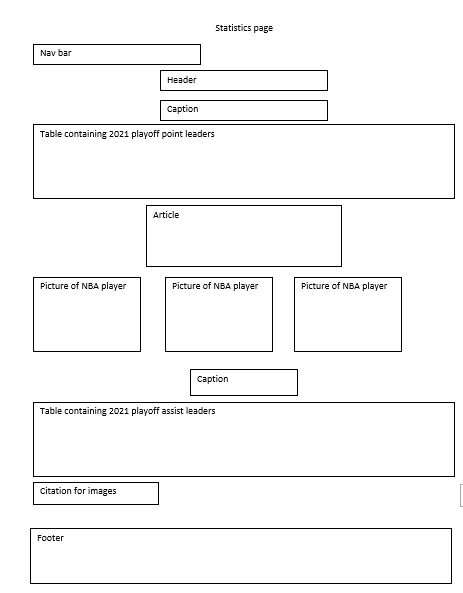 Statistics page
Nav bar
Header
Caption
Table containing 2021 playoff point leaders
Article
Picture of NBA player
Picture of NBA player
Picture of NBA player
Caption
Table containing 2021 playoff assist leaders
Citation for images
Footer